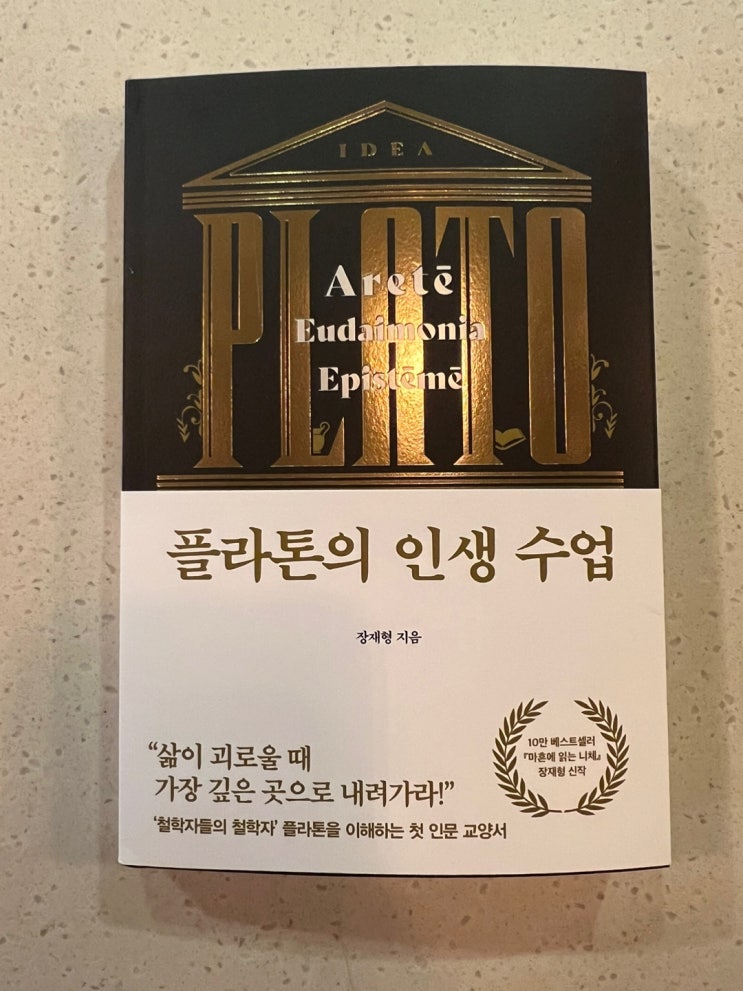 IDEA
PLATO
Aretē
Eudaimonia
Epistēmē
플라톤의 인생 수업
장재형 지음
“삶이 괴로울 때
가장 깊은 곳으로 내려가라!”
‘철학자들의 철학자’ 플라톤을 이해하는 첫 인문 교양서
10만 베스트셀러
『마흔에 읽는 니체』
장재형 신작